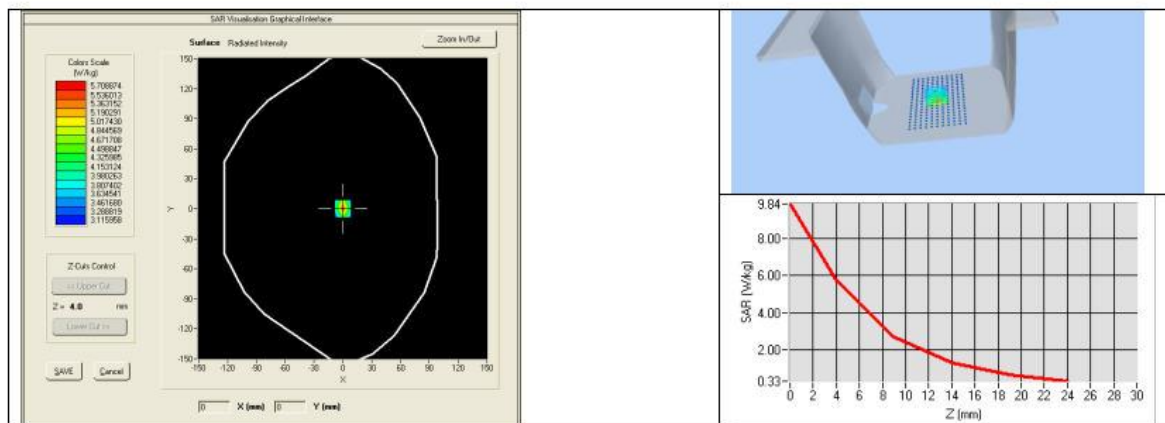 SAR Visualisation Graphical Interface
Surface Radiated Intensity
Zoom In/Out
Colors Scale
(W/kg)
5.708874
5.536013
5.363152
5.190291
5.017430
4.844569
4.671708
4.498847
4.325985
4.153124
3.980263
3.807402
3.634541
3.461680
3.288819
3.115958
150
120
90
60
30
0
-30
-60
-90
-120
-150
Y
-150 -120 -90 -60 -30 0 30 60 90 120 150
X
Z-Cuts Control
<< Upper Cut
Z = 4.0 mm
Lower Cut >>
SAVE Cancel
0 X (mm) 0 Y (mm)
9.84
8.00
6.00
4.00
2.00
0.33
SAR (W/kg)
0 2 4 6 8 10 12 14 16 18 20 22 24 26 28 30
Z (mm)